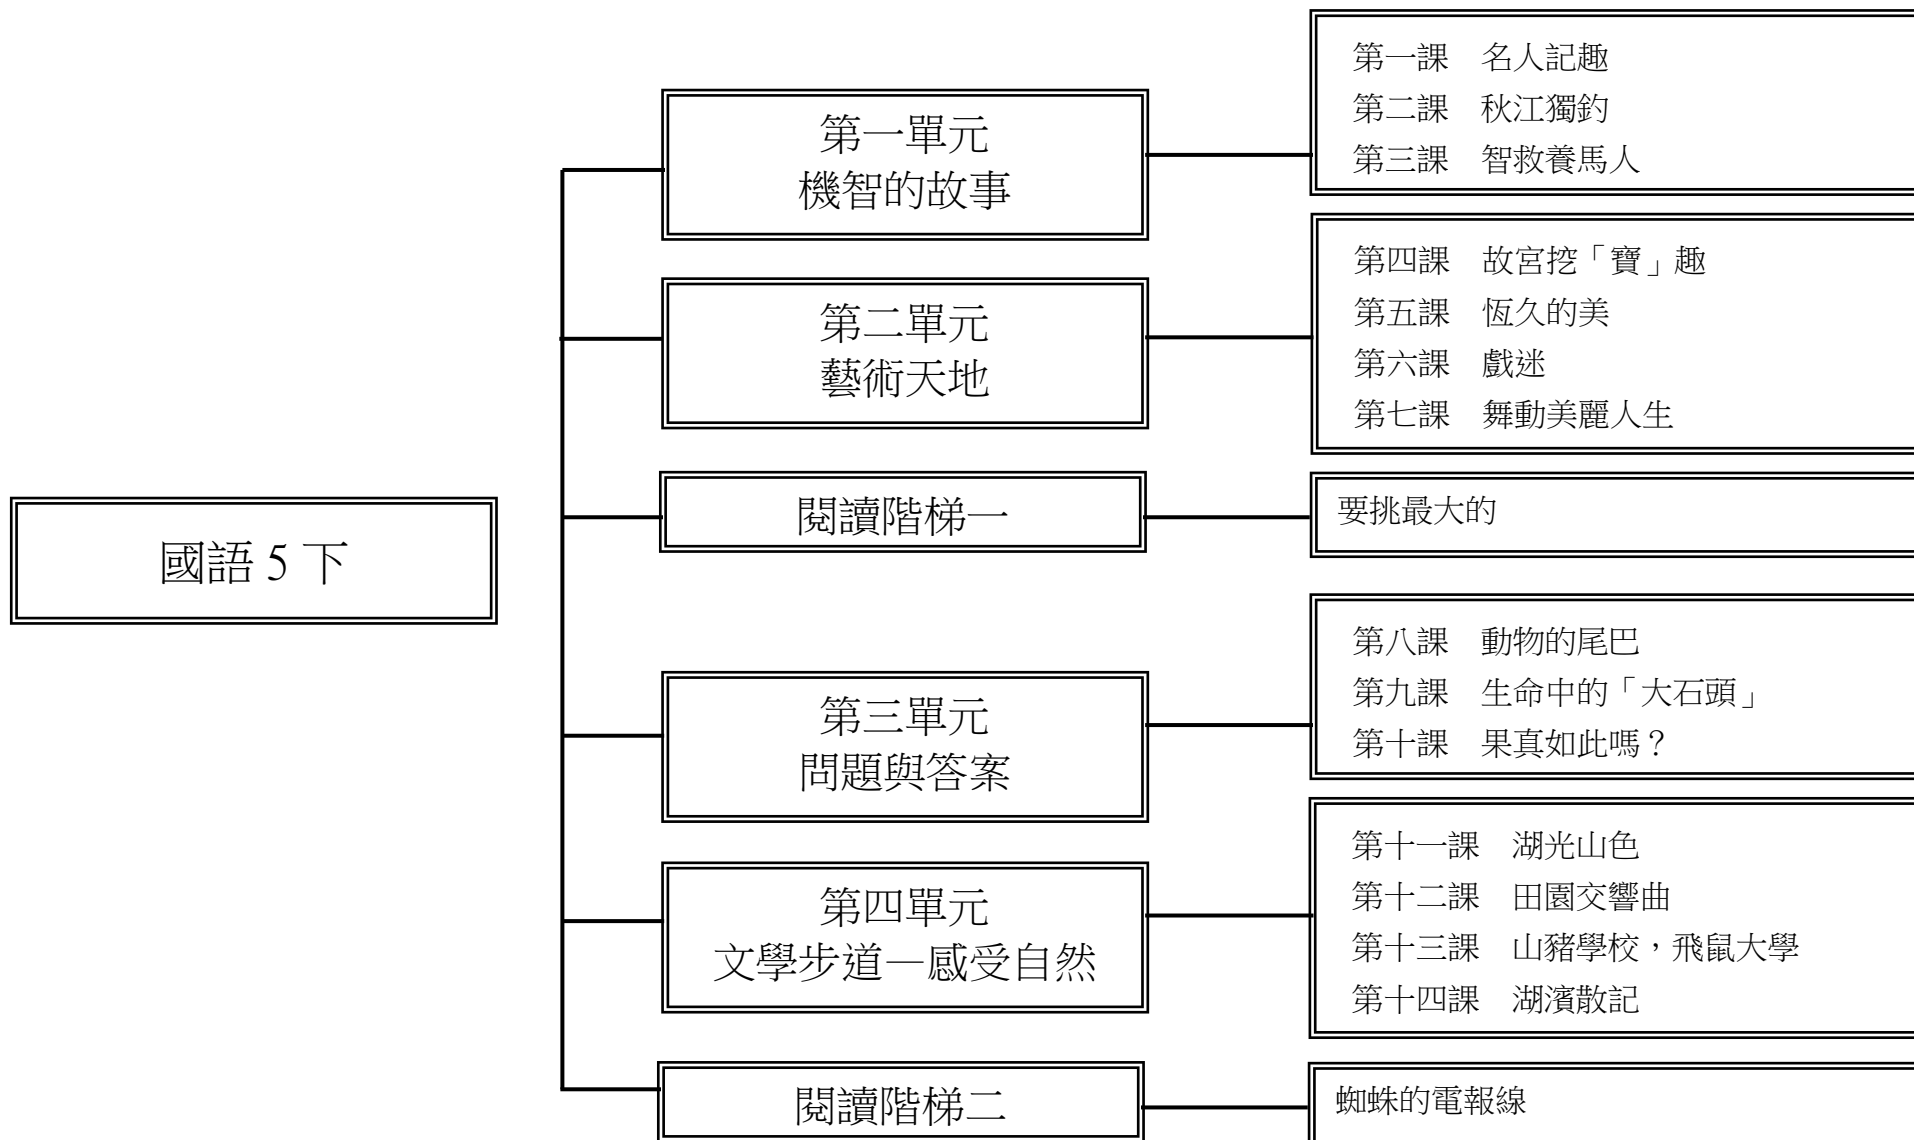 國語 5 下
第一單元
機智的故事
第一課　名人記趣
第二課　秋江獨釣
第三課　智救養馬人
第二單元
藝術天地
第四課　故宮挖「寶」趣
第五課　恆久的美
第六課　戲迷
第七課　舞動美麗人生
閱讀階梯一
要挑最大的
第三單元
問題與答案
第八課　動物的尾巴
第九課　生命中的「大石頭」
第十課　果真如此嗎？
第四單元
文學步道—感受自然
第十一課　湖光山色
第十二課　田園交響曲
第十三課　山豬學校，飛鼠大學
第十四課　湖濱散記
閱讀階梯二
蜘蛛的電報線